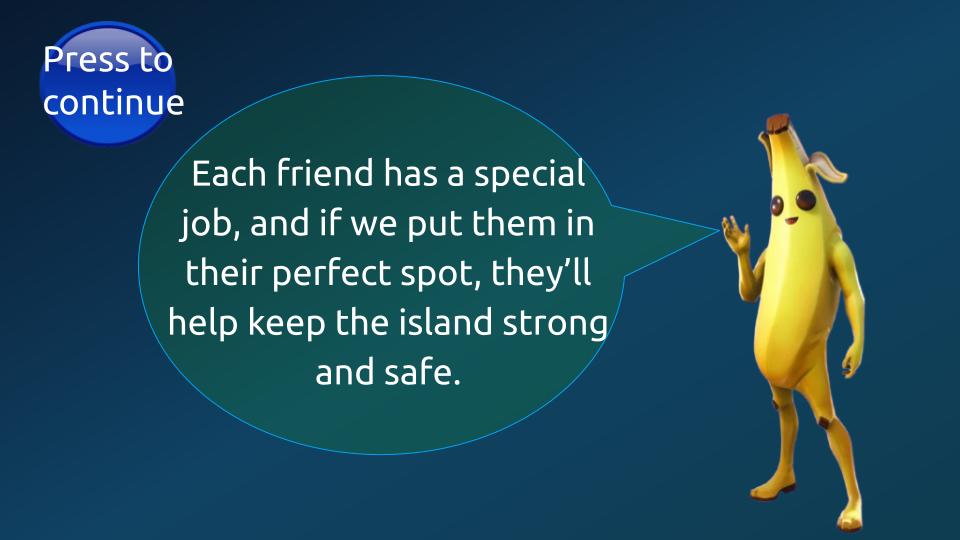 Press to
continue
Each friend has a special
job, and if we put them in
their perfect spot, they’ll
help keep the island strong
and safe.